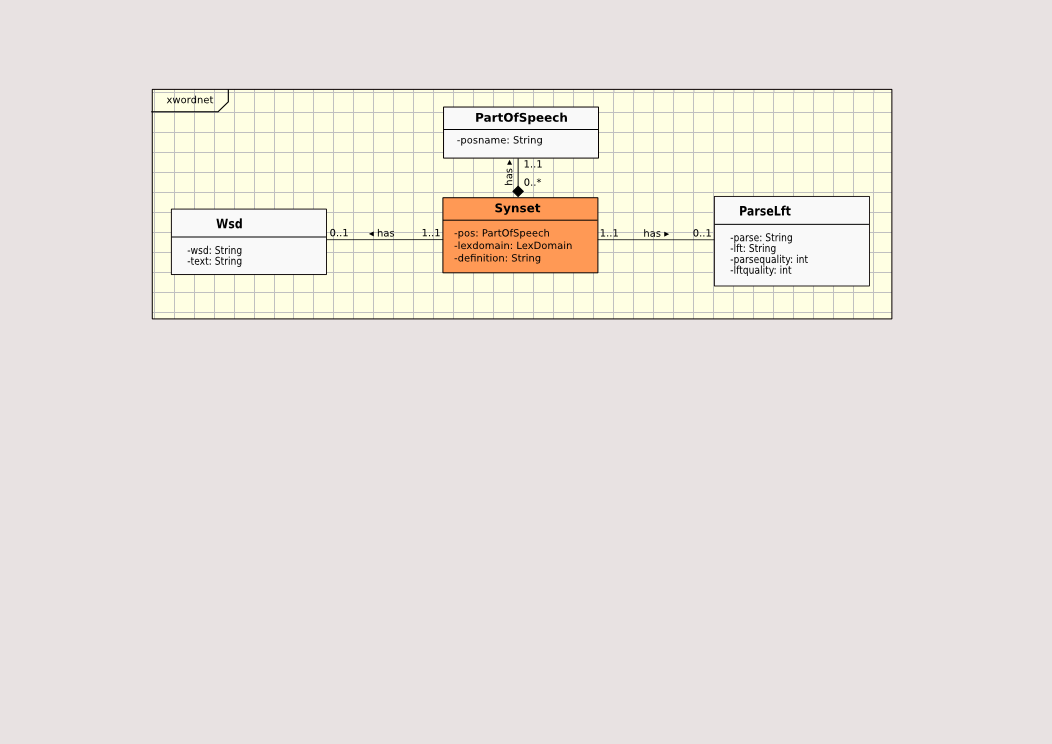 xwordnet
PartOfSpeech
-posname: String
has ▲
1..1
0..*
Wsd
-wsd: String
-text: String
0..1
◄ has
1..1
Synset
-pos: PartOfSpeech
-lexdomain: LexDomain
-definition: String
1..1
has ►
0..1
ParseLft
-parse: String
-lft: String
-parsequality: int
-lftquality: int